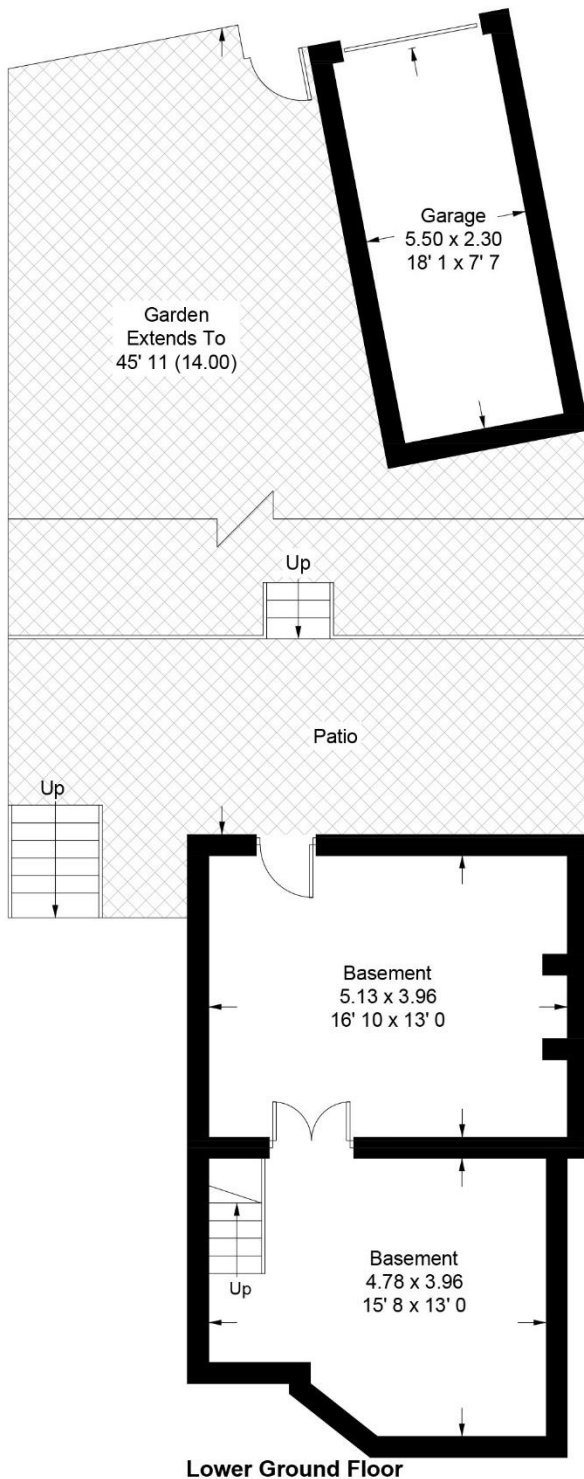 Garage
5.50 x 2.30
18' 1 x 7' 7
Garden
Extends To
45' 11 (14.00)
Up
Patio
Up
Basement
5.13 x 3.96
16' 10 x 13' 0
Basement
4.78 x 3.96
15' 8 x 13' 0
Up
Lower Ground Floor